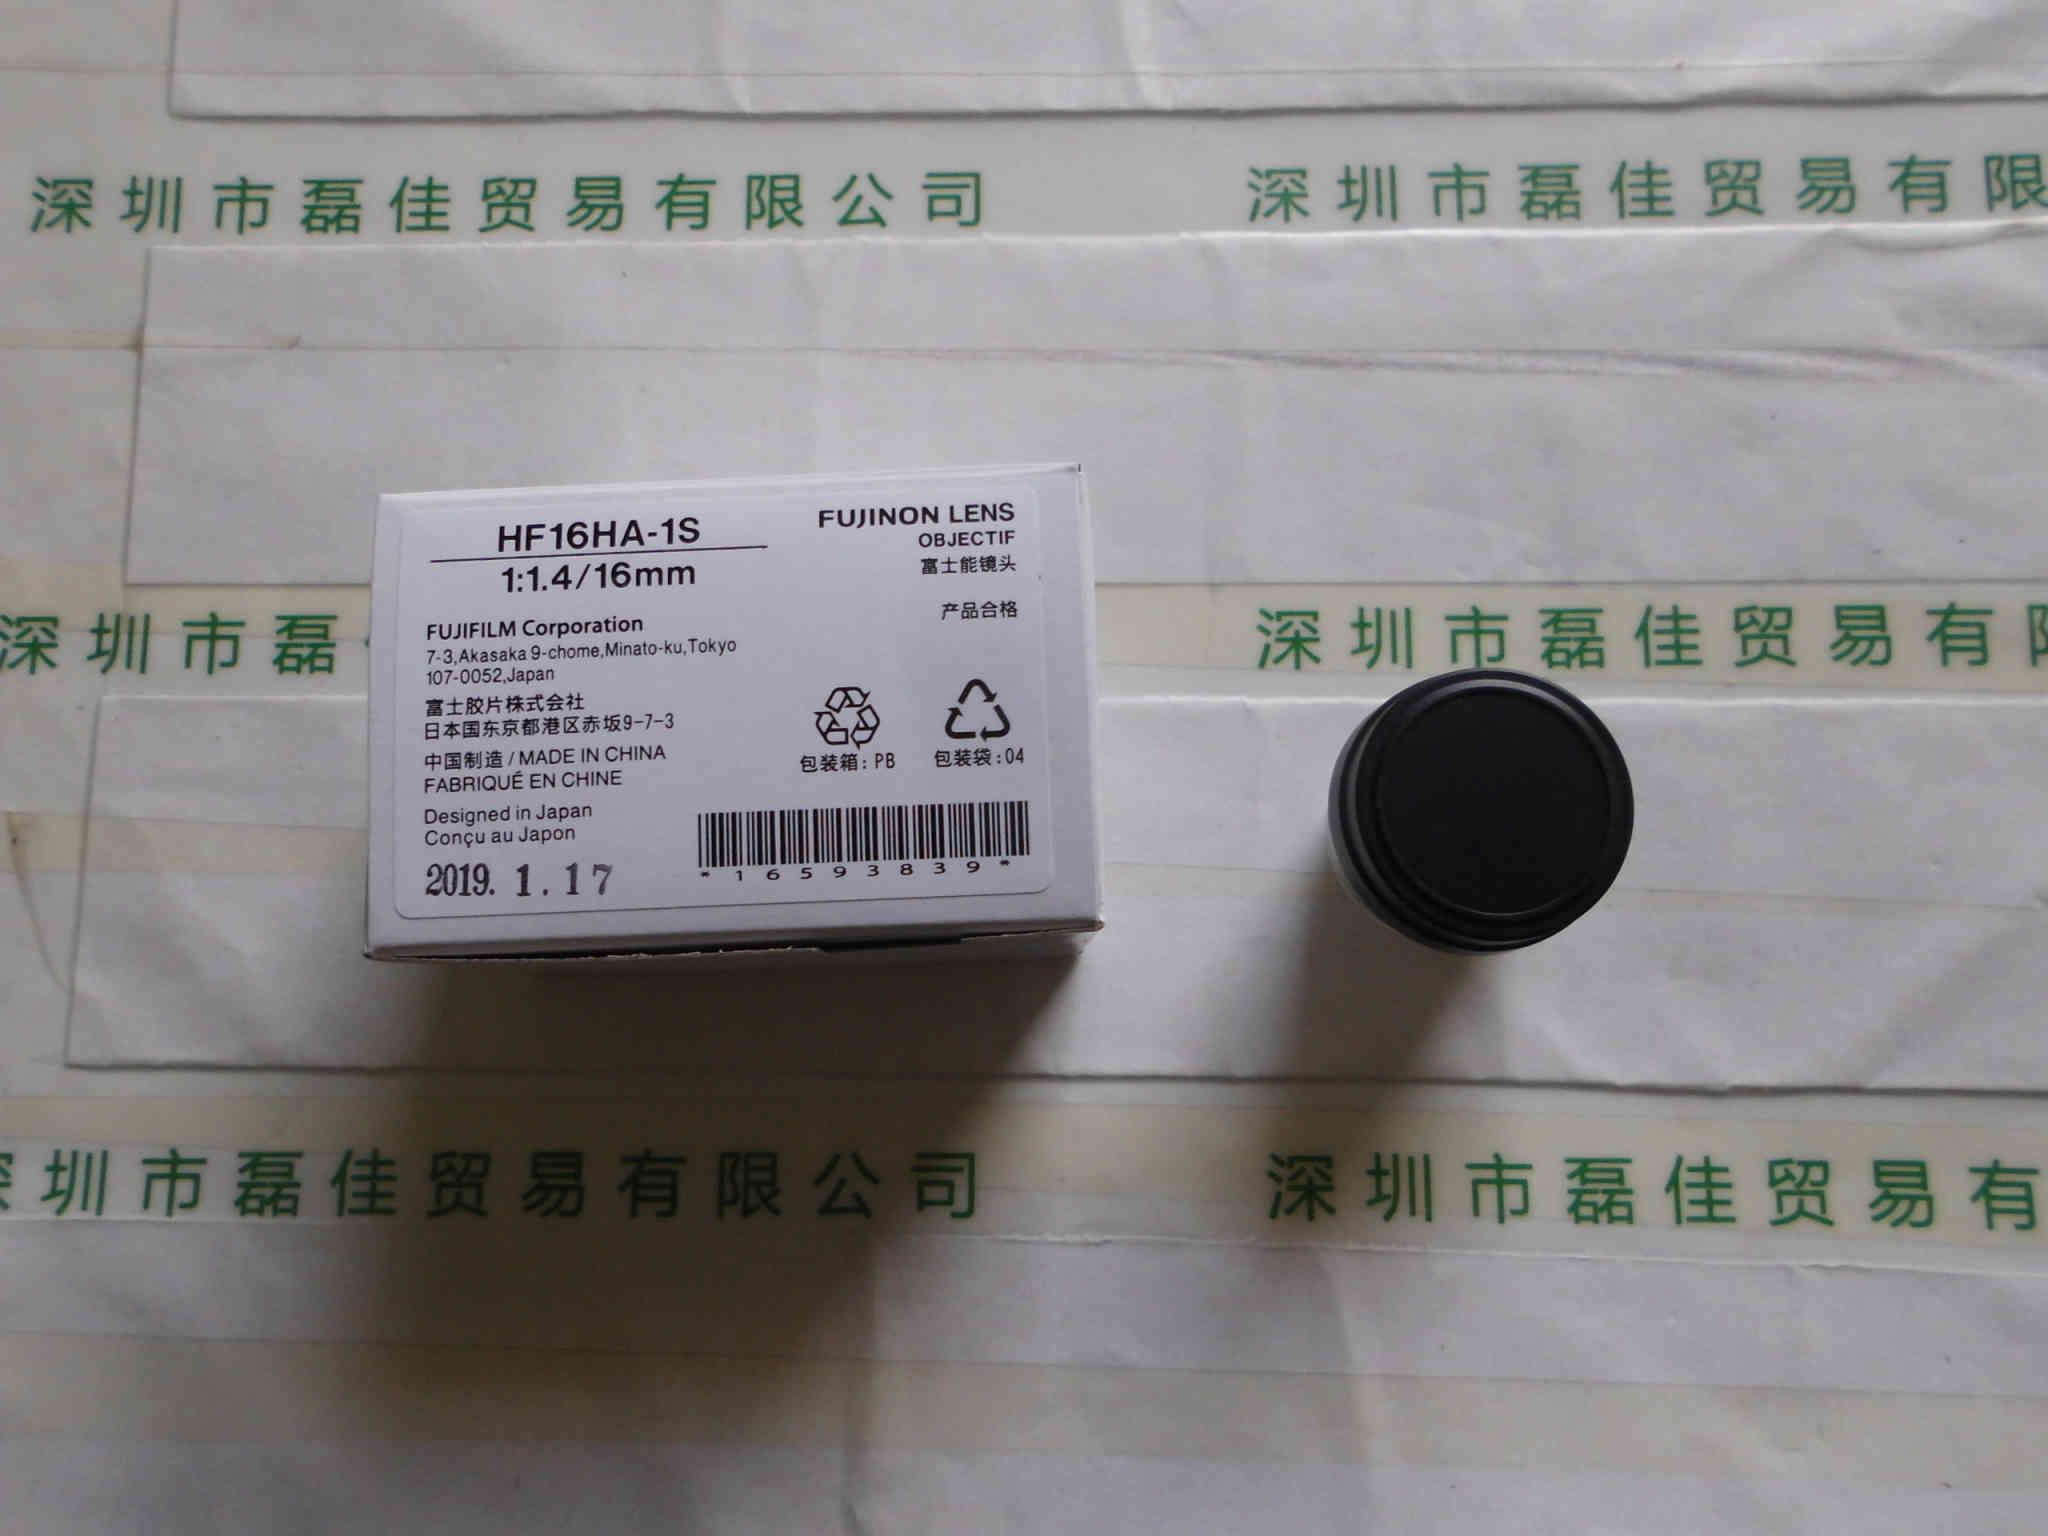 深圳市磊佳贸易有限公司
深圳市磊佳贸易有限
HF16HA-1S
1:1.4/16mm
FUJINON LENS
OBJECTIF
富士能镜头
产品合格
FUJIFILM Corporation
7-3,Akasaka 9-chome,Minato-ku,Tokyo
107-0052,Japan
富士胶片株式会社
日本国东京都港区赤坂9-7-3
中国制造 / MADE IN CHINA
FABRIQUÉ EN CHINE
Designed in Japan
Conçu au Japon
2019. 1.17
包装箱: PB
包装袋: 04
*16593839*
深圳市磊
深圳市磊佳贸易有限
深圳市磊佳贸易有限公司
深圳市磊佳贸易有